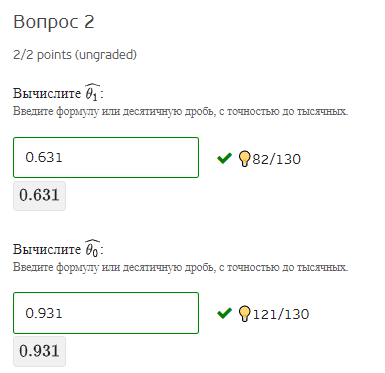 Вопрос 2
2/2 points (ungraded)
Вычислите $\widehat{\theta_1}$:
Введите формулу или десятичную дробь, с точностью до тысячных.
0.631 ✔ 💡82/130
0.631
Вычислите $\widehat{\theta_0}$:
Введите формулу или десятичную дробь, с точностью до тысячных.
0.931 ✔ 💡121/130
0.931